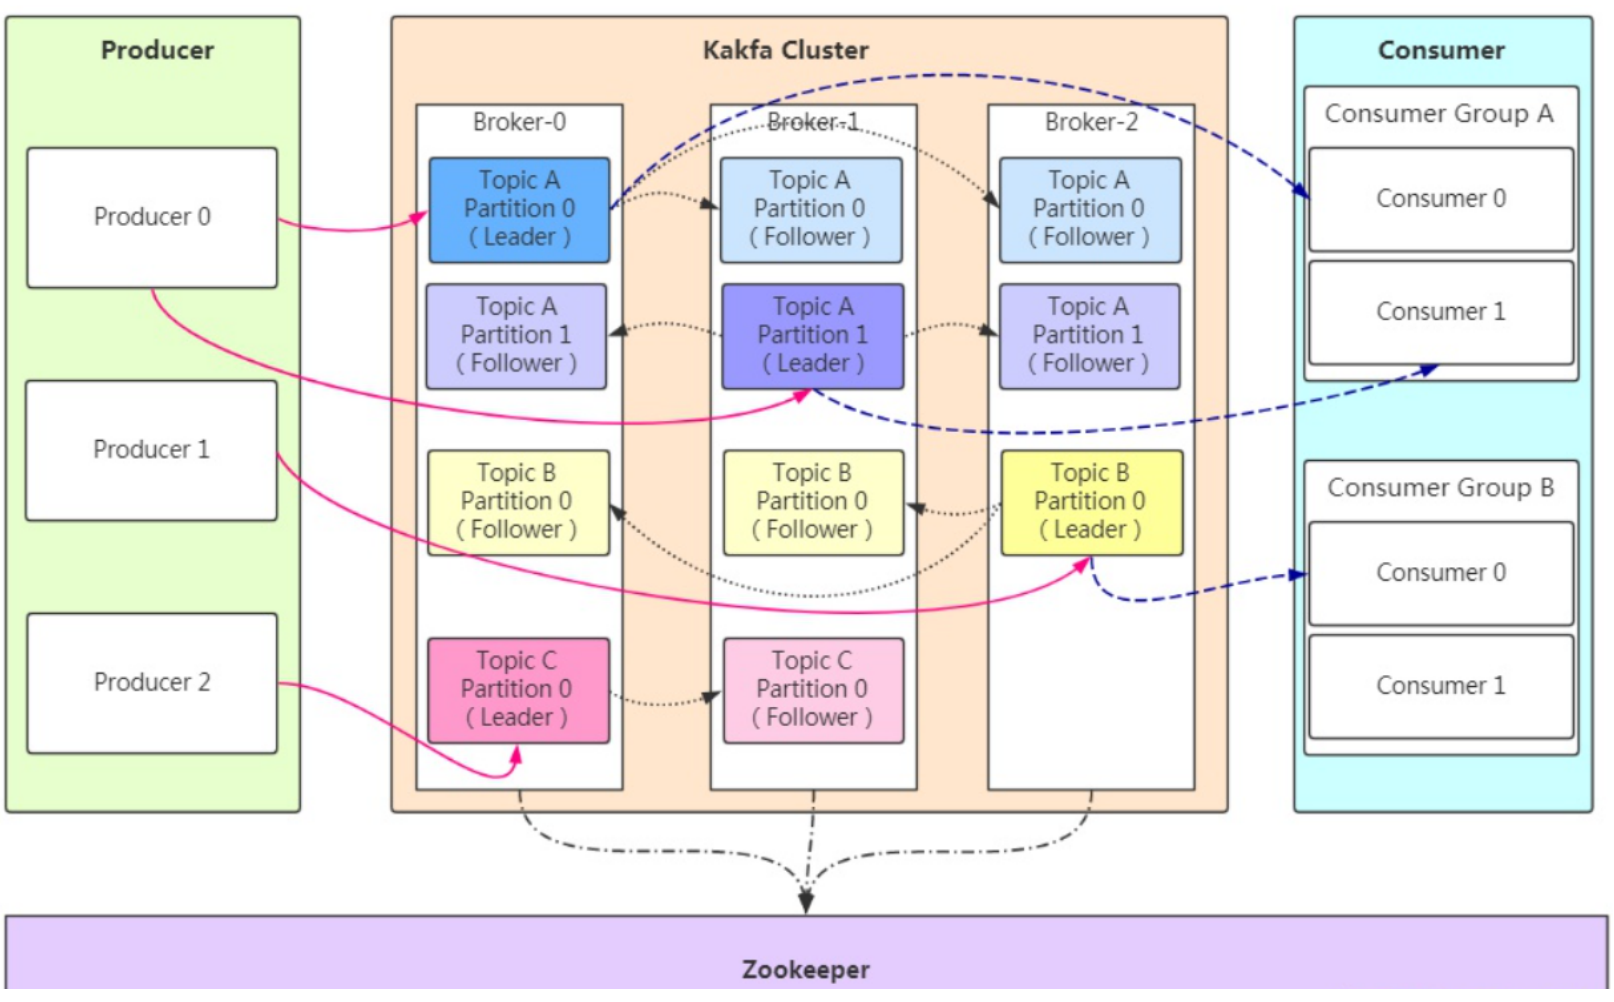 Producer
Kakfa Cluster
Consumer
Producer 0
Producer 1
Producer 2
Broker-0
Topic A
Partition 0
( Leader )
Topic A
Partition 1
( Follower )
Topic B
Partition 0
( Follower )
Topic C
Partition 0
( Leader )
Broker-1
Topic A
Partition 0
( Follower )
Topic A
Partition 1
( Leader )
Topic B
Partition 0
( Follower )
Topic C
Partition 0
( Follower )
Broker-2
Topic A
Partition 0
( Follower )
Topic A
Partition 1
( Follower )
Topic B
Partition 0
( Leader )
Consumer Group A
Consumer 0
Consumer 1
Consumer Group B
Consumer 0
Consumer 1
Zookeeper